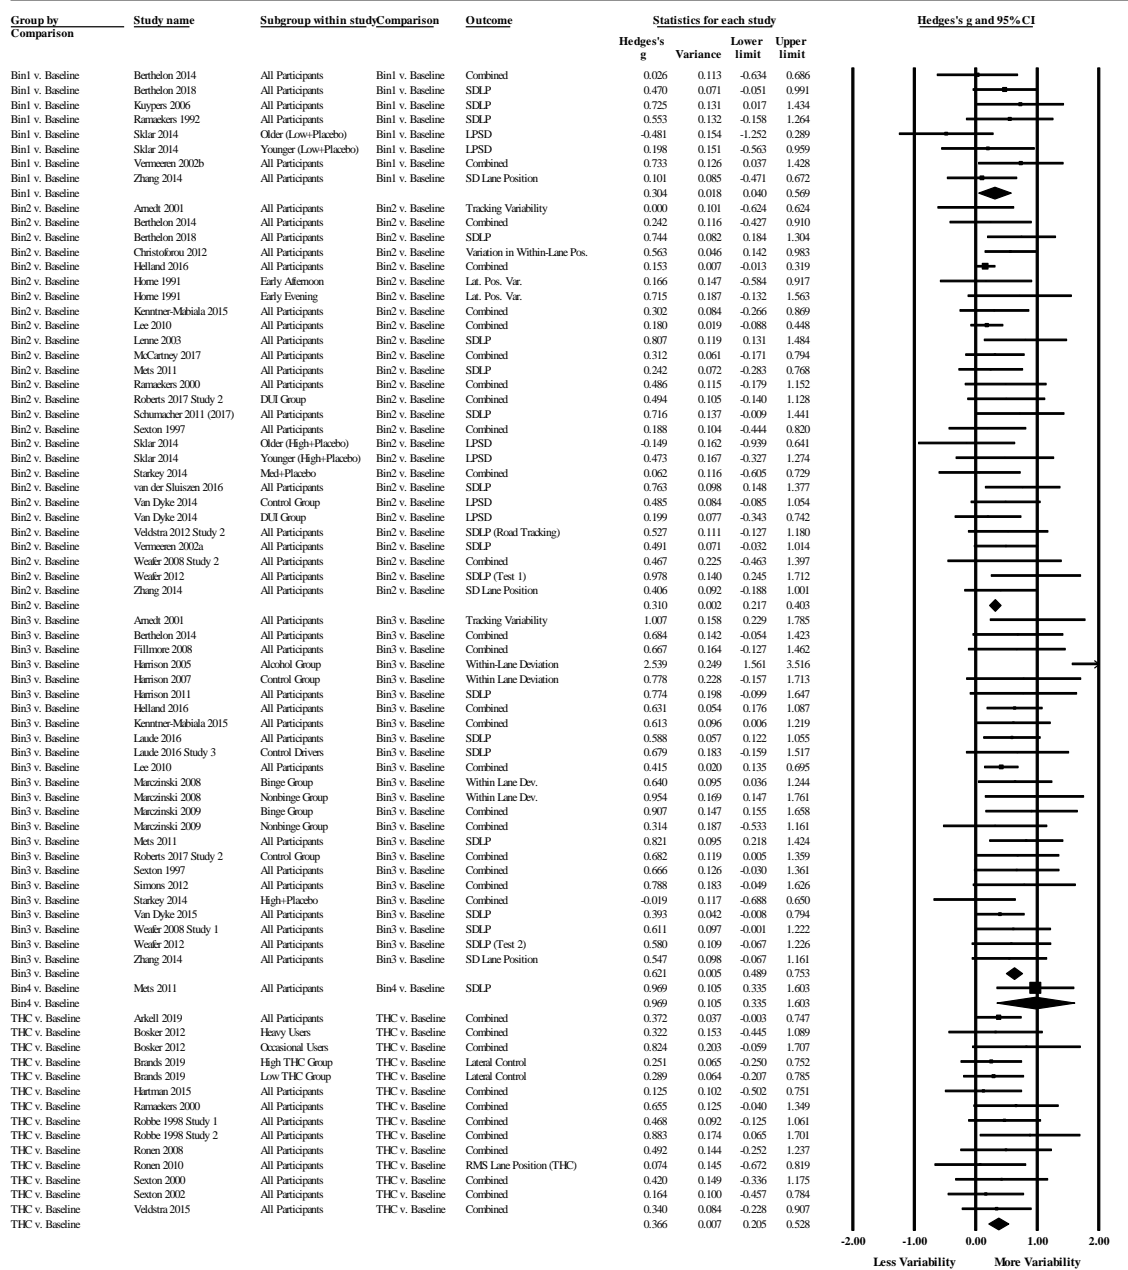 Group by Comparison Study name Subgroup within study Comparison Outcome Statistics for each study Hedges's g and 95% CI
Hedges's g Variance Lower limit Upper limit
Bin1 v. Baseline Berthelon 2014 All Participants Bin1 v. Baseline Combined 0.026 0.113 -0.634 0.686
Bin1 v. Baseline Berthelon 2018 All Participants Bin1 v. Baseline SDLP 0.470 0.071 -0.051 0.991
Bin1 v. Baseline Kuypers 2006 All Participants Bin1 v. Baseline SDLP 0.725 0.131 0.017 1.434
Bin1 v. Baseline Ramaekers 1992 All Participants Bin1 v. Baseline SDLP 0.553 0.132 -0.158 1.264
Bin1 v. Baseline Sklar 2014 Older (Low+Placebo) Bin1 v. Baseline LPSD -0.481 0.154 -1.252 0.289
Bin1 v. Baseline Sklar 2014 Younger (Low+Placebo) Bin1 v. Baseline LPSD 0.198 0.151 -0.563 0.959
Bin1 v. Baseline Vermeeren 2002b All Participants Bin1 v. Baseline Combined 0.733 0.126 0.037 1.428
Bin1 v. Baseline Zhang 2014 All Participants Bin1 v. Baseline SD Lane Position 0.101 0.085 -0.471 0.672
Bin1 v. Baseline 0.304 0.018 0.040 0.569
Bin2 v. Baseline Arnedt 2001 All Participants Bin2 v. Baseline Tracking Variability 0.000 0.101 -0.624 0.624
Bin2 v. Baseline Berthelon 2014 All Participants Bin2 v. Baseline Combined 0.242 0.116 -0.427 0.910
Bin2 v. Baseline Berthelon 2018 All Participants Bin2 v. Baseline SDLP 0.744 0.082 0.184 1.304
Bin2 v. Baseline Christoforou 2012 All Participants Bin2 v. Baseline Variation in Within-Lane Pos. 0.563 0.046 0.142 0.983
Bin2 v. Baseline Helland 2016 All Participants Bin2 v. Baseline Combined 0.153 0.007 -0.013 0.319
Bin2 v. Baseline Horne 1991 Early Afternoon Bin2 v. Baseline Lat. Pos. Var. 0.166 0.147 -0.584 0.917
Bin2 v. Baseline Horne 1991 Early Evening Bin2 v. Baseline Lat. Pos. Var. 0.715 0.187 -0.132 1.563
Bin2 v. Baseline Kenntner-Mabiala 2015 All Participants Bin2 v. Baseline Combined 0.302 0.084 -0.266 0.869
Bin2 v. Baseline Lee 2010 All Participants Bin2 v. Baseline Combined 0.180 0.019 -0.088 0.448
Bin2 v. Baseline Lenne 2003 All Participants Bin2 v. Baseline SDLP 0.807 0.119 0.131 1.484
Bin2 v. Baseline McCartney 2017 All Participants Bin2 v. Baseline Combined 0.312 0.061 -0.171 0.794
Bin2 v. Baseline Mets 2011 All Participants Bin2 v. Baseline SDLP 0.242 0.072 -0.283 0.768
Bin2 v. Baseline Ramaekers 2000 All Participants Bin2 v. Baseline Combined 0.486 0.115 -0.179 1.152
Bin2 v. Baseline Roberts 2017 Study 2 DUI Group Bin2 v. Baseline Combined 0.494 0.105 -0.140 1.128
Bin2 v. Baseline Schumacher 2011 (2017) All Participants Bin2 v. Baseline SDLP 0.716 0.137 -0.009 1.441
Bin2 v. Baseline Sexton 1997 All Participants Bin2 v. Baseline Combined 0.188 0.104 -0.444 0.820
Bin2 v. Baseline Sklar 2014 Older (High+Placebo) Bin2 v. Baseline LPSD -0.149 0.162 -0.939 0.641
Bin2 v. Baseline Sklar 2014 Younger (High+Placebo) Bin2 v. Baseline LPSD 0.473 0.167 -0.327 1.274
Bin2 v. Baseline Starkey 2014 Med+Placebo Bin2 v. Baseline Combined 0.062 0.116 -0.605 0.729
Bin2 v. Baseline van der Sluiszen 2016 All Participants Bin2 v. Baseline SDLP 0.763 0.098 0.148 1.377
Bin2 v. Baseline Van Dyke 2014 Control Group Bin2 v. Baseline LPSD 0.485 0.084 -0.085 1.054
Bin2 v. Baseline Van Dyke 2014 DUI Group Bin2 v. Baseline LPSD 0.199 0.077 -0.343 0.742
Bin2 v. Baseline Veldstra 2012 Study 2 All Participants Bin2 v. Baseline SDLP (Road Tracking) 0.527 0.111 -0.127 1.180
Bin2 v. Baseline Vermeeren 2002a All Participants Bin2 v. Baseline SDLP 0.491 0.071 -0.032 1.014
Bin2 v. Baseline Weafer 2008 Study 2 All Participants Bin2 v. Baseline Combined 0.467 0.225 -0.463 1.397
Bin2 v. Baseline Weafer 2012 All Participants Bin2 v. Baseline SDLP (Test 1) 0.978 0.140 0.245 1.712
Bin2 v. Baseline Zhang 2014 All Participants Bin2 v. Baseline SD Lane Position 0.406 0.092 -0.188 1.001
Bin2 v. Baseline 0.310 0.002 0.217 0.403
Bin3 v. Baseline Arnedt 2001 All Participants Bin3 v. Baseline Tracking Variability 1.007 0.158 0.229 1.785
Bin3 v. Baseline Berthelon 2014 All Participants Bin3 v. Baseline Combined 0.684 0.142 -0.054 1.423
Bin3 v. Baseline Fillmore 2008 All Participants Bin3 v. Baseline Combined 0.667 0.164 -0.127 1.462
Bin3 v. Baseline Harrison 2005 Alcohol Group Bin3 v. Baseline Within-Lane Deviation 2.539 0.249 1.561 3.516
Bin3 v. Baseline Harrison 2007 Control Group Bin3 v. Baseline Within Lane Deviation 0.778 0.228 -0.157 1.713
Bin3 v. Baseline Harrison 2011 All Participants Bin3 v. Baseline SDLP 0.774 0.198 -0.099 1.647
Bin3 v. Baseline Helland 2016 All Participants Bin3 v. Baseline Combined 0.631 0.054 0.176 1.087
Bin3 v. Baseline Kenntner-Mabiala 2015 All Participants Bin3 v. Baseline Combined 0.613 0.096 0.006 1.219
Bin3 v. Baseline Laude 2016 All Participants Bin3 v. Baseline SDLP 0.588 0.057 0.122 1.055
Bin3 v. Baseline Laude 2016 Study 3 Control Drivers Bin3 v. Baseline SDLP 0.679 0.183 -0.159 1.517
Bin3 v. Baseline Lee 2010 All Participants Bin3 v. Baseline Combined 0.415 0.020 0.135 0.695
Bin3 v. Baseline Marczinski 2008 Binge Group Bin3 v. Baseline Within Lane Dev. 0.640 0.095 0.036 1.244
Bin3 v. Baseline Marczinski 2008 Nonbinge Group Bin3 v. Baseline Within Lane Dev. 0.954 0.169 0.147 1.761
Bin3 v. Baseline Marczinski 2009 Binge Group Bin3 v. Baseline Combined 0.907 0.147 0.155 1.658
Bin3 v. Baseline Marczinski 2009 Nonbinge Group Bin3 v. Baseline Combined 0.314 0.187 -0.533 1.161
Bin3 v. Baseline Mets 2011 All Participants Bin3 v. Baseline SDLP 0.821 0.095 0.218 1.424
Bin3 v. Baseline Roberts 2017 Study 2 Control Group Bin3 v. Baseline Combined 0.682 0.119 0.005 1.359
Bin3 v. Baseline Sexton 1997 All Participants Bin3 v. Baseline Combined 0.666 0.126 -0.030 1.361
Bin3 v. Baseline Simons 2012 All Participants Bin3 v. Baseline Combined 0.788 0.183 -0.049 1.626
Bin3 v. Baseline Starkey 2014 High+Placebo Bin3 v. Baseline Combined -0.019 0.117 -0.688 0.650
Bin3 v. Baseline Van Dyke 2015 All Participants Bin3 v. Baseline SDLP 0.393 0.042 -0.008 0.794
Bin3 v. Baseline Weafer 2008 Study 1 All Participants Bin3 v. Baseline SDLP 0.611 0.097 -0.001 1.222
Bin3 v. Baseline Weafer 2012 All Participants Bin3 v. Baseline SDLP (Test 2) 0.580 0.109 -0.067 1.226
Bin3 v. Baseline Zhang 2014 All Participants Bin3 v. Baseline SD Lane Position 0.547 0.098 -0.067 1.161
Bin3 v. Baseline 0.621 0.005 0.489 0.753
Bin4 v. Baseline Mets 2011 All Participants Bin4 v. Baseline SDLP 0.969 0.105 0.335 1.603
Bin4 v. Baseline 0.969 0.105 0.335 1.603
THC v. Baseline Arkell 2019 All Participants THC v. Baseline Combined 0.372 0.037 -0.003 0.747
THC v. Baseline Bosker 2012 Heavy Users THC v. Baseline Combined 0.322 0.153 -0.445 1.089
THC v. Baseline Bosker 2012 Occasional Users THC v. Baseline Combined 0.824 0.203 -0.059 1.707
THC v. Baseline Brands 2019 High THC Group THC v. Baseline Lateral Control 0.251 0.065 -0.250 0.752
THC v. Baseline Brands 2019 Low THC Group THC v. Baseline Lateral Control 0.289 0.064 -0.207 0.785
THC v. Baseline Hartman 2015 All Participants THC v. Baseline Combined 0.125 0.102 -0.502 0.751
THC v. Baseline Ramaekers 2000 All Participants THC v. Baseline Combined 0.655 0.125 -0.040 1.349
THC v. Baseline Robbe 1998 Study 1 All Participants THC v. Baseline Combined 0.468 0.092 -0.125 1.061
THC v. Baseline Robbe 1998 Study 2 All Participants THC v. Baseline Combined 0.883 0.174 0.065 1.701
THC v. Baseline Ronen 2008 All Participants THC v. Baseline Combined 0.492 0.144 -0.252 1.237
THC v. Baseline Ronen 2010 All Participants THC v. Baseline RMS Lane Position (THC) 0.074 0.145 -0.672 0.819
THC v. Baseline Sexton 2000 All Participants THC v. Baseline Combined 0.420 0.149 -0.336 1.175
THC v. Baseline Sexton 2002 All Participants THC v. Baseline Combined 0.164 0.100 -0.457 0.784
THC v. Baseline Veldstra 2015 All Participants THC v. Baseline Combined 0.340 0.084 -0.228 0.907
THC v. Baseline 0.366 0.007 0.205 0.528
-2.00 -1.00 0.00 1.00 2.00
Less Variability More Variability